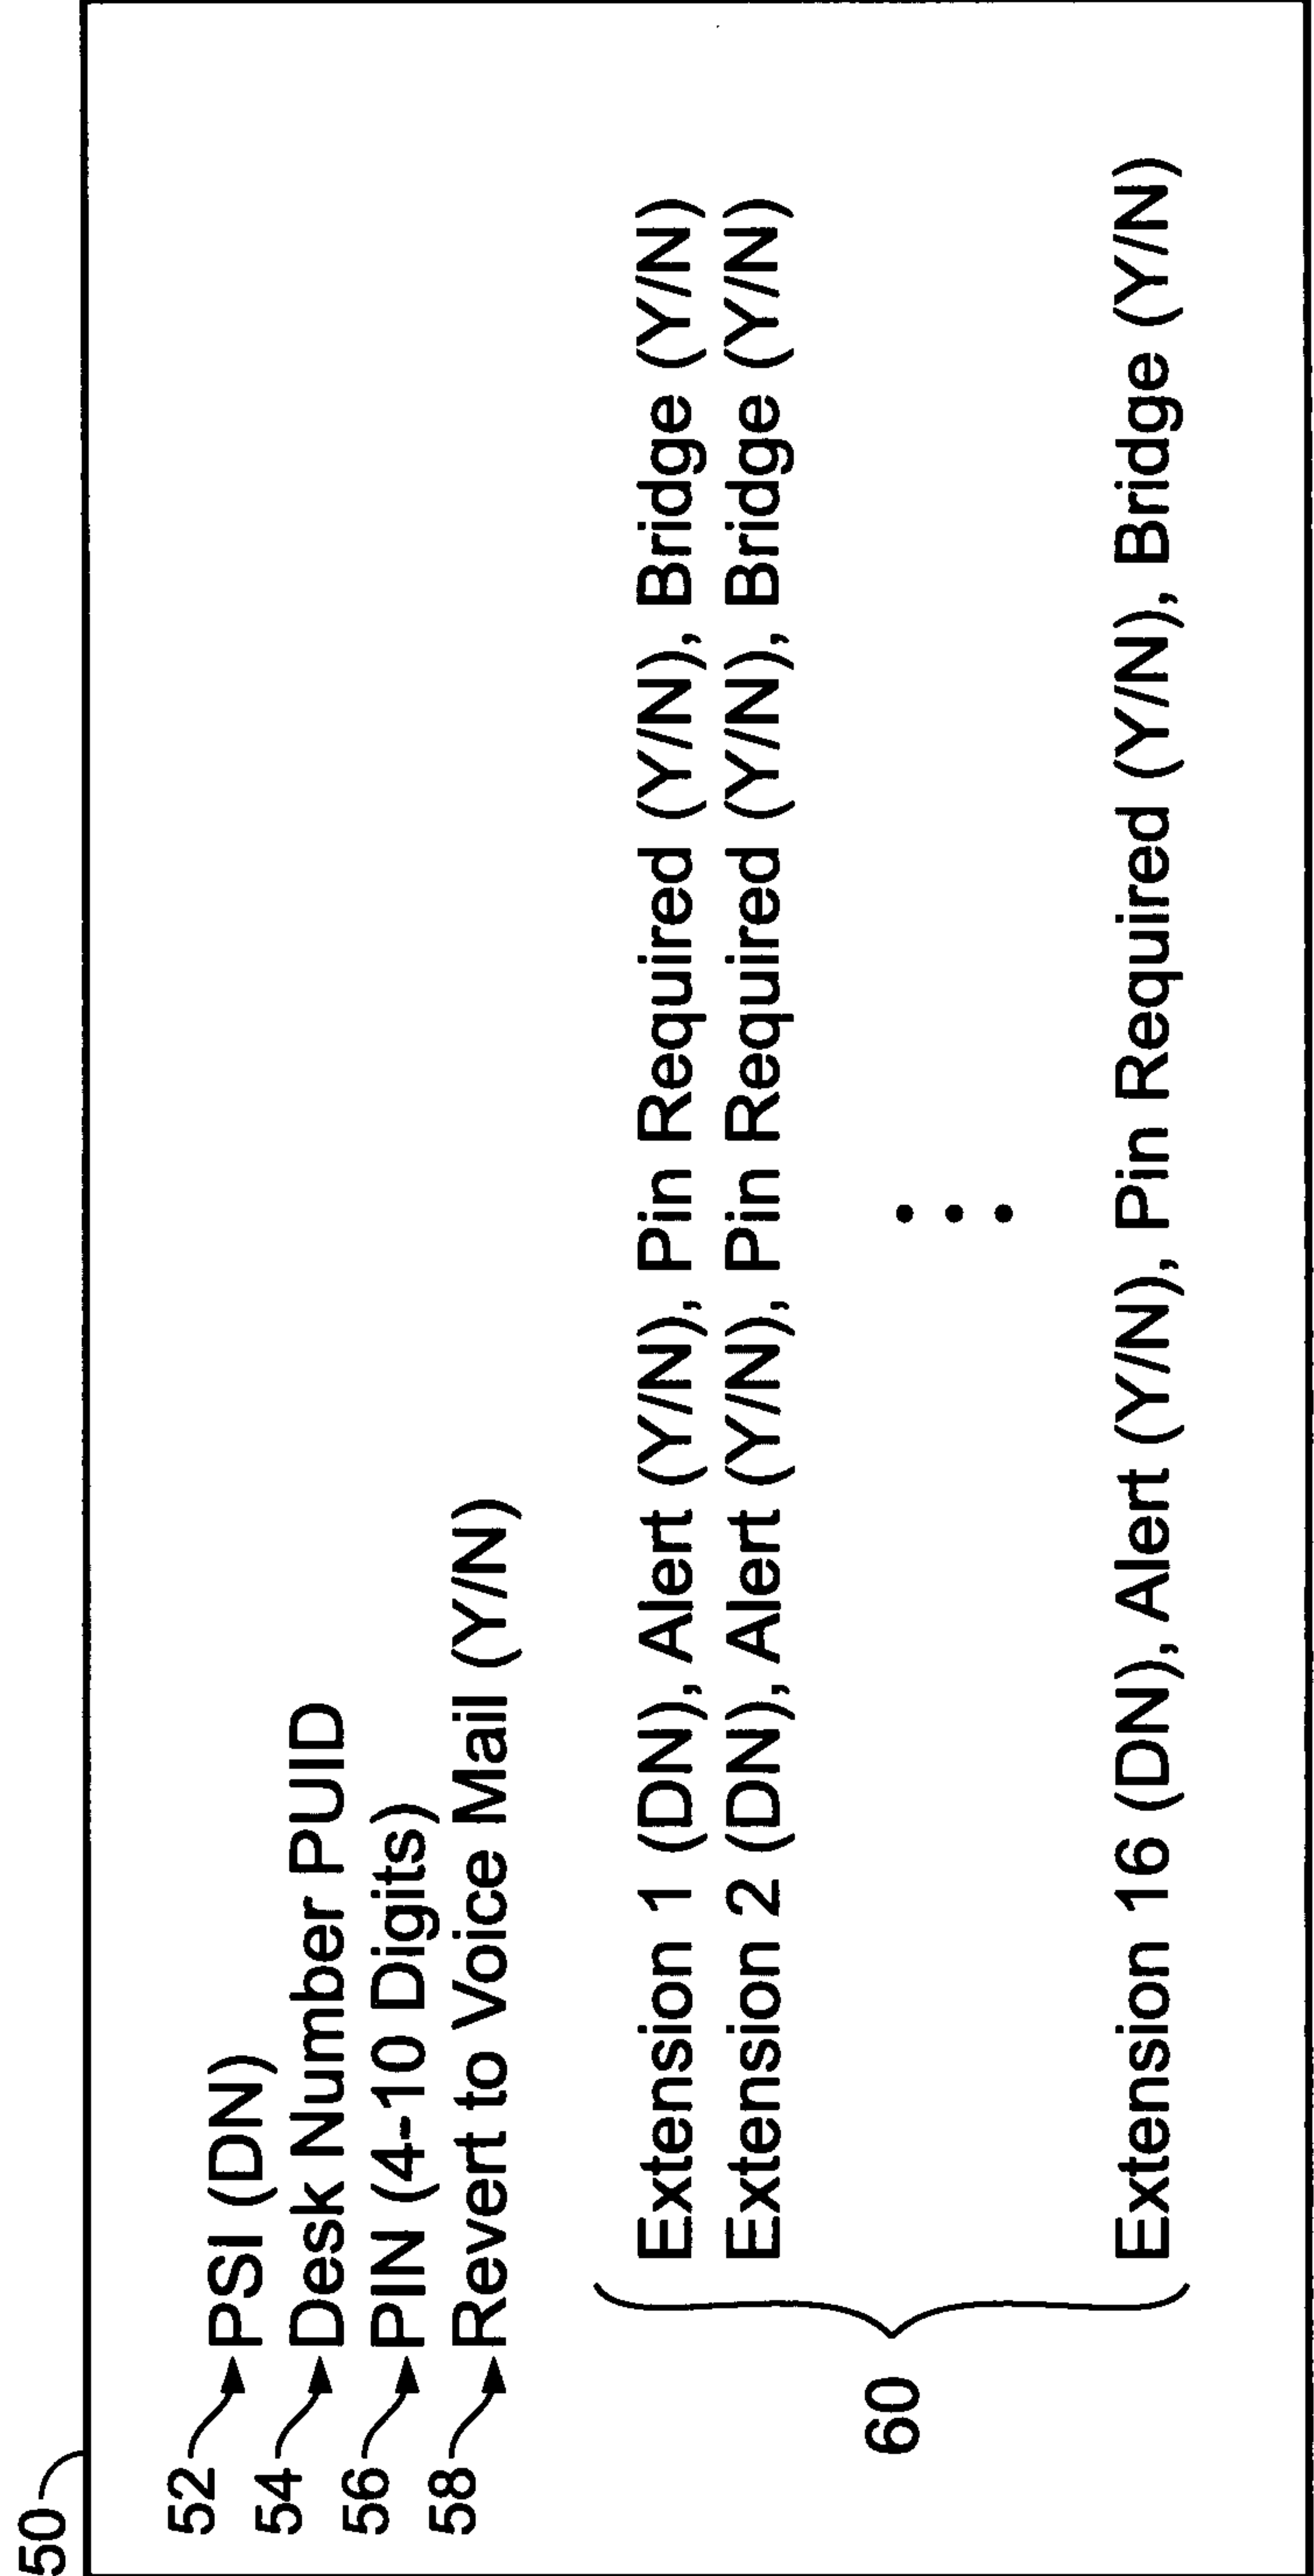 50
52 PSI (DN)
54 Desk Number PUID
56 PIN (4-10 Digits)
58 Revert to Voice Mail (Y/N)
60
Extension 1 (DN), Alert (Y/N), Pin Required (Y/N), Bridge (Y/N)
Extension 2 (DN), Alert (Y/N), Pin Required (Y/N), Bridge (Y/N)
Extension 16 (DN), Alert (Y/N), Pin Required (Y/N), Bridge (Y/N)